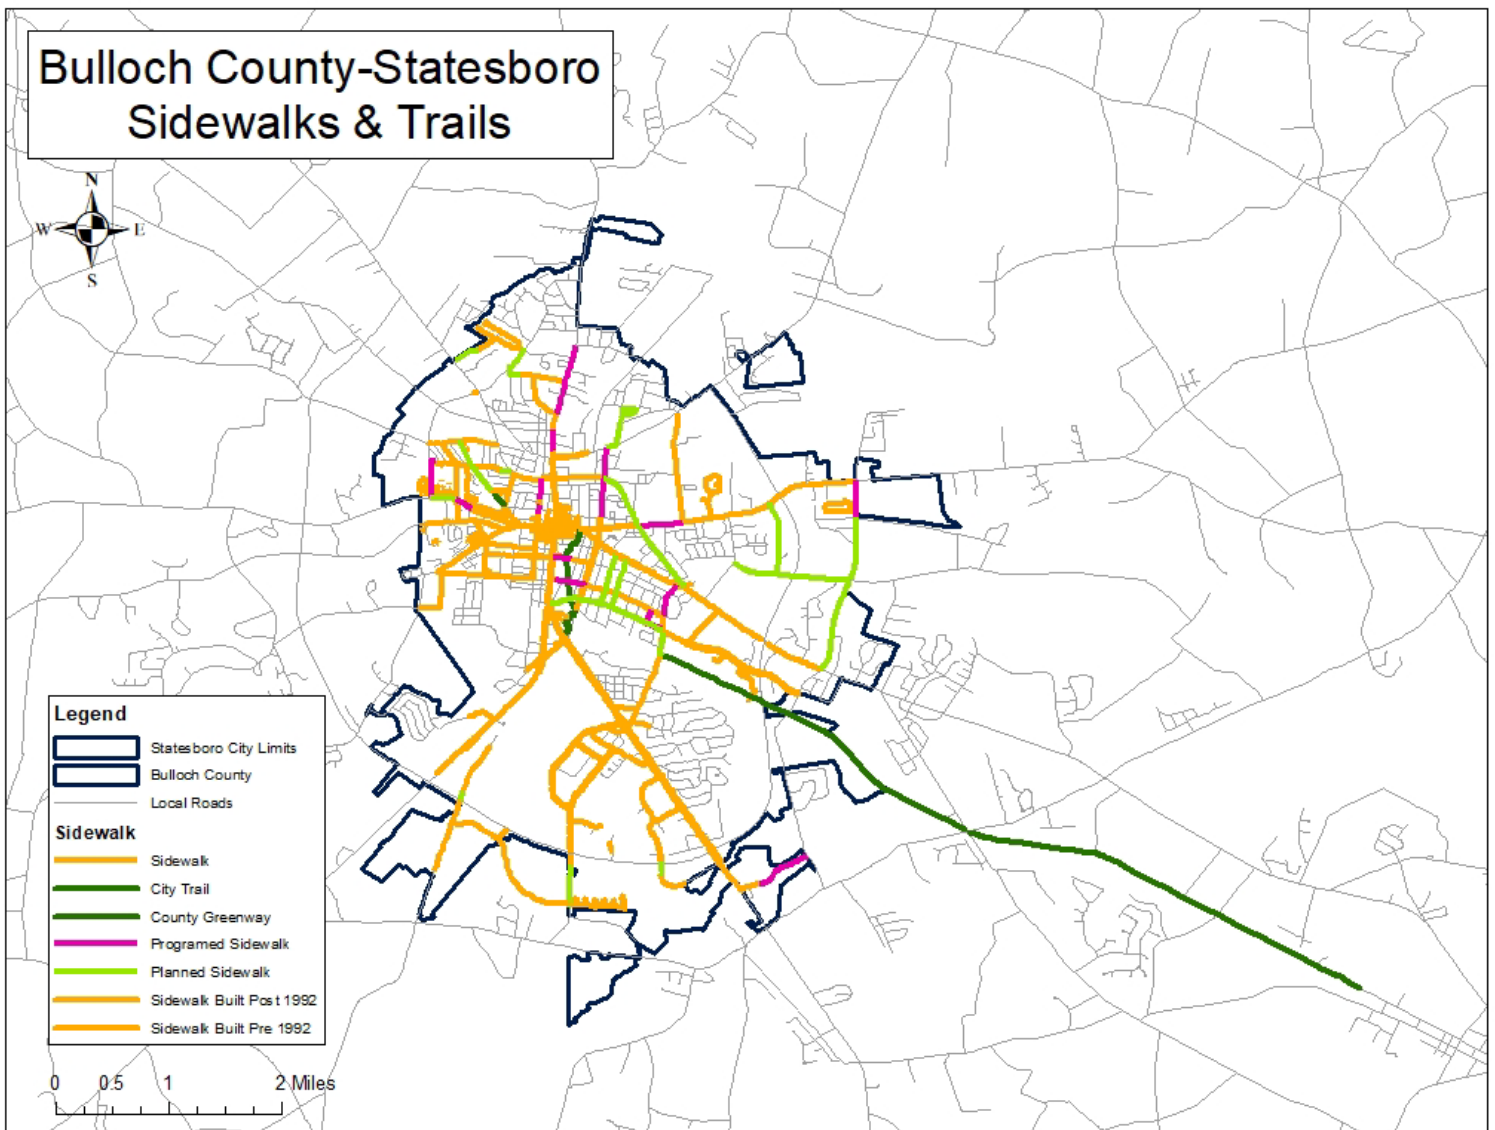 Bulloch County-Statesboro
Sidewalks & Trails
N
W E
S
Legend
Statesboro City Limits
Bulloch County
Local Roads
Sidewalk
Sidewalk
City Trail
County Greenway
Programed Sidewalk
Planned Sidewalk
Sidewalk Built Post 1992
Sidewalk Built Pre 1992
0 0.5 1 2 Miles